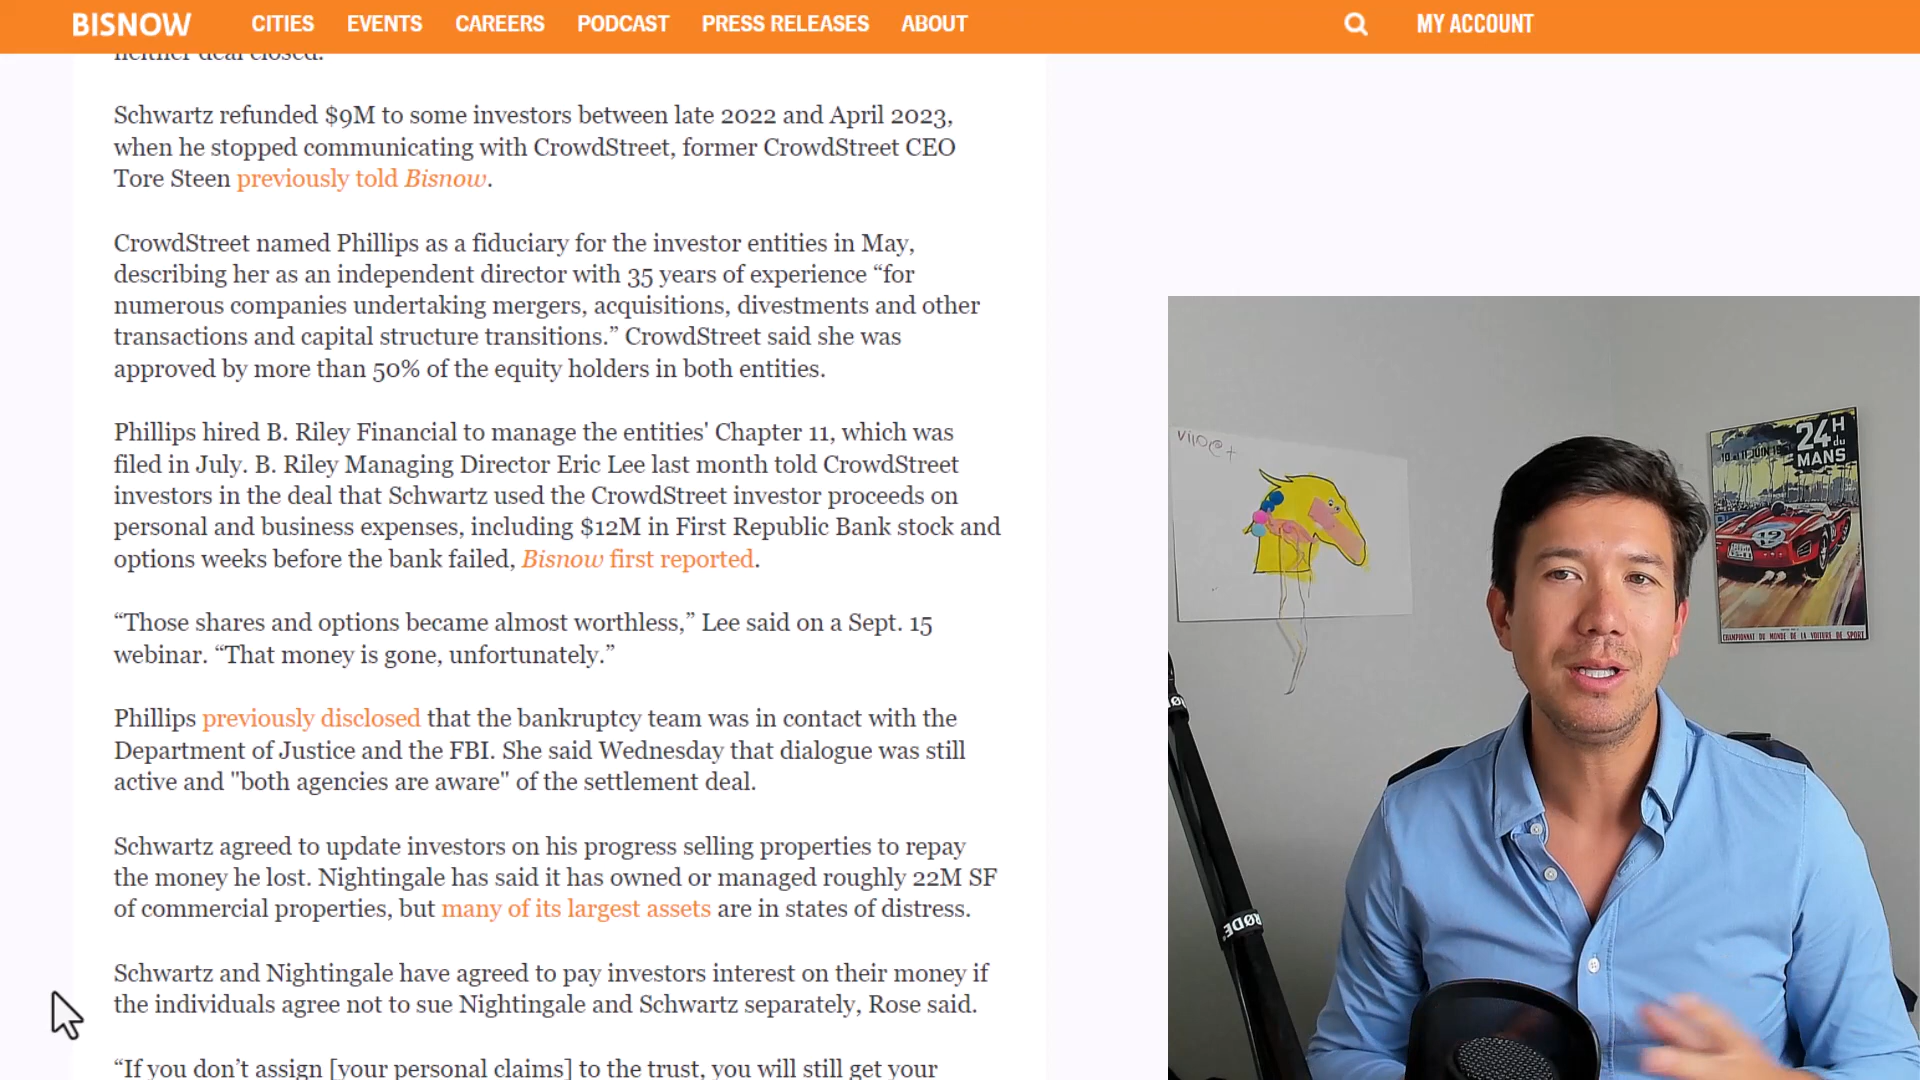 BISNOW CITIES EVENTS CAREERS PODCAST PRESS RELEASES ABOUT MY ACCOUNT
neither deal closed.
Schwartz refunded $9M to some investors between late 2022 and April 2023,
when he stopped communicating with CrowdStreet, former CrowdStreet CEO
Tore Steen previously told Bisnow.
CrowdStreet named Phillips as a fiduciary for the investor entities in May,
describing her as an independent director with 35 years of experience “for
numerous companies undertaking mergers, acquisitions, divestments and other
transactions and capital structure transitions.” CrowdStreet said she was
approved by more than 50% of the equity holders in both entities.
Phillips hired B. Riley Financial to manage the entities' Chapter 11, which was
filed in July. B. Riley Managing Director Eric Lee last month told CrowdStreet
investors in the deal that Schwartz used the CrowdStreet investor proceeds on
personal and business expenses, including $12M in First Republic Bank stock and
options weeks before the bank failed, Bisnow first reported.
“Those shares and options became almost worthless,” Lee said on a Sept. 15
webinar. “That money is gone, unfortunately.”
Phillips previously disclosed that the bankruptcy team was in contact with the
Department of Justice and the FBI. She said Wednesday that dialogue was still
active and "both agencies are aware" of the settlement deal.
Schwartz agreed to update investors on his progress selling properties to repay
the money he lost. Nightingale has said it has owned or managed roughly 22M SF
of commercial properties, but many of its largest assets are in states of distress.
Schwartz and Nightingale have agreed to pay investors interest on their money if
the individuals agree not to sue Nightingale and Schwartz separately, Rose said.
“If you don’t assign [your personal claims] to the trust, you will still get your
24H
du
MANS
10 et 11 JUIN
12
CHAMPIONNAT DU MONDE DE LA VOITURE DE SPORT
RØDE